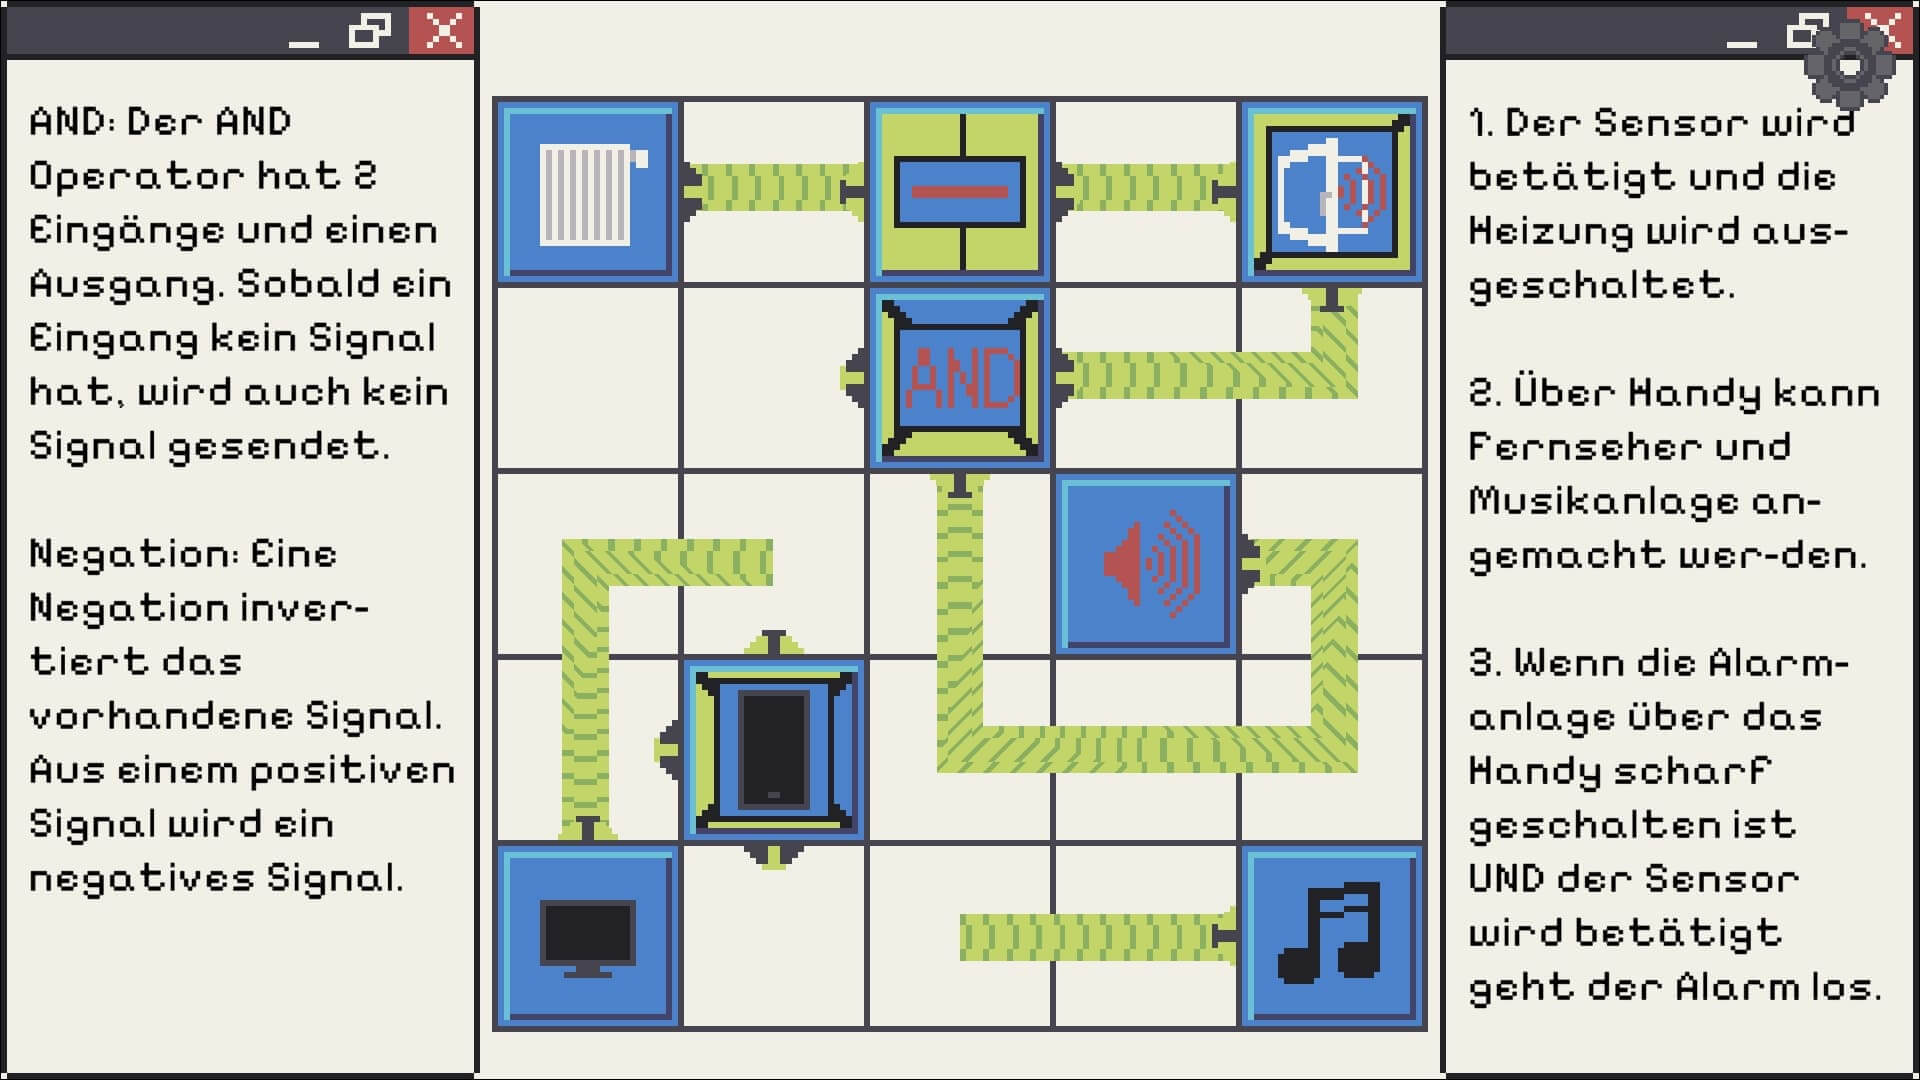 AND: Der AND
Operator hat 2
Eingänge und einen
Ausgang. Sobald ein
Eingang kein Signal
hat, wird auch kein
Signal gesendet.
Negation: Eine
Negation inver-
tiert das
vorhandene Signal.
Aus einem positiven
Signal wird ein
negatives Signal.
AND
1. Der Sensor wird
betätigt und die
Heizung wird aus-
geschaltet.
2. Über Handy kann
Fernseher und
Musikanlage an-
gemacht wer-den.
3. Wenn die Alarm-
anlage über das
Handy scharf
geschalten ist
UND der Sensor
wird betätigt
geht der Alarm los.